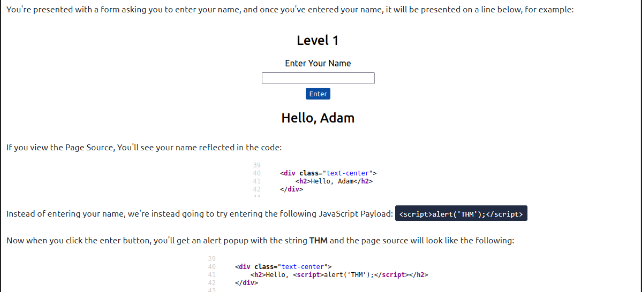 You're presented with a form asking you to enter your name, and once you've entered your name, it will be presented on a line below, for example:
Level 1
Enter Your Name
Enter
Hello, Adam
If you view the Page Source, You'll see your name reflected in the code:
39
40 <div class="text-center">
41 <h2>Hello, Adam</h2>
42 </div>
Instead of entering your name, we're instead going to try entering the following JavaScript Payload: <script>alert('THM');</script>
Now when you click the enter button, you'll get an alert popup with the string THM and the page source will look like the following:
39
40 <div class="text-center">
41 <h2>Hello, <script>alert('THM');</script></h2>
42 </div>
43